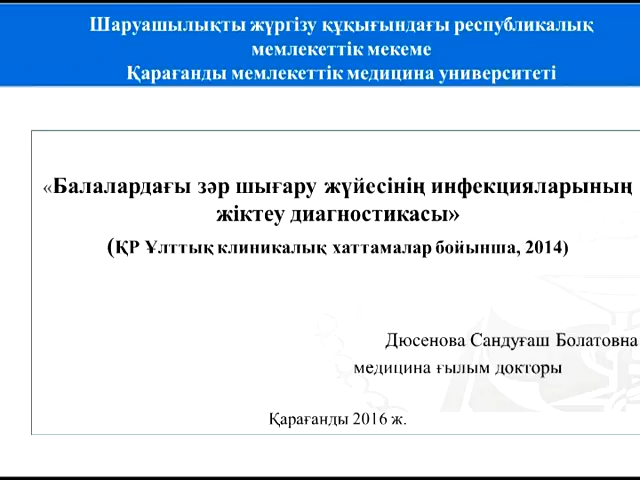 Шаруашылықты жүргізу құқығындағы республикалық
мемлекеттік мекеме
Қарағанды мемлекеттік медицина университеті
«Балалардағы зәр шығару жүйесінің инфекцияларының
жіктеу диагностикасы»
(ҚР Ұлттық клиникалық хаттамалар бойынша, 2014)
Дюсенова Сандуғаш Болатовна
медицина ғылым докторы
Қарағанды 2016 ж.